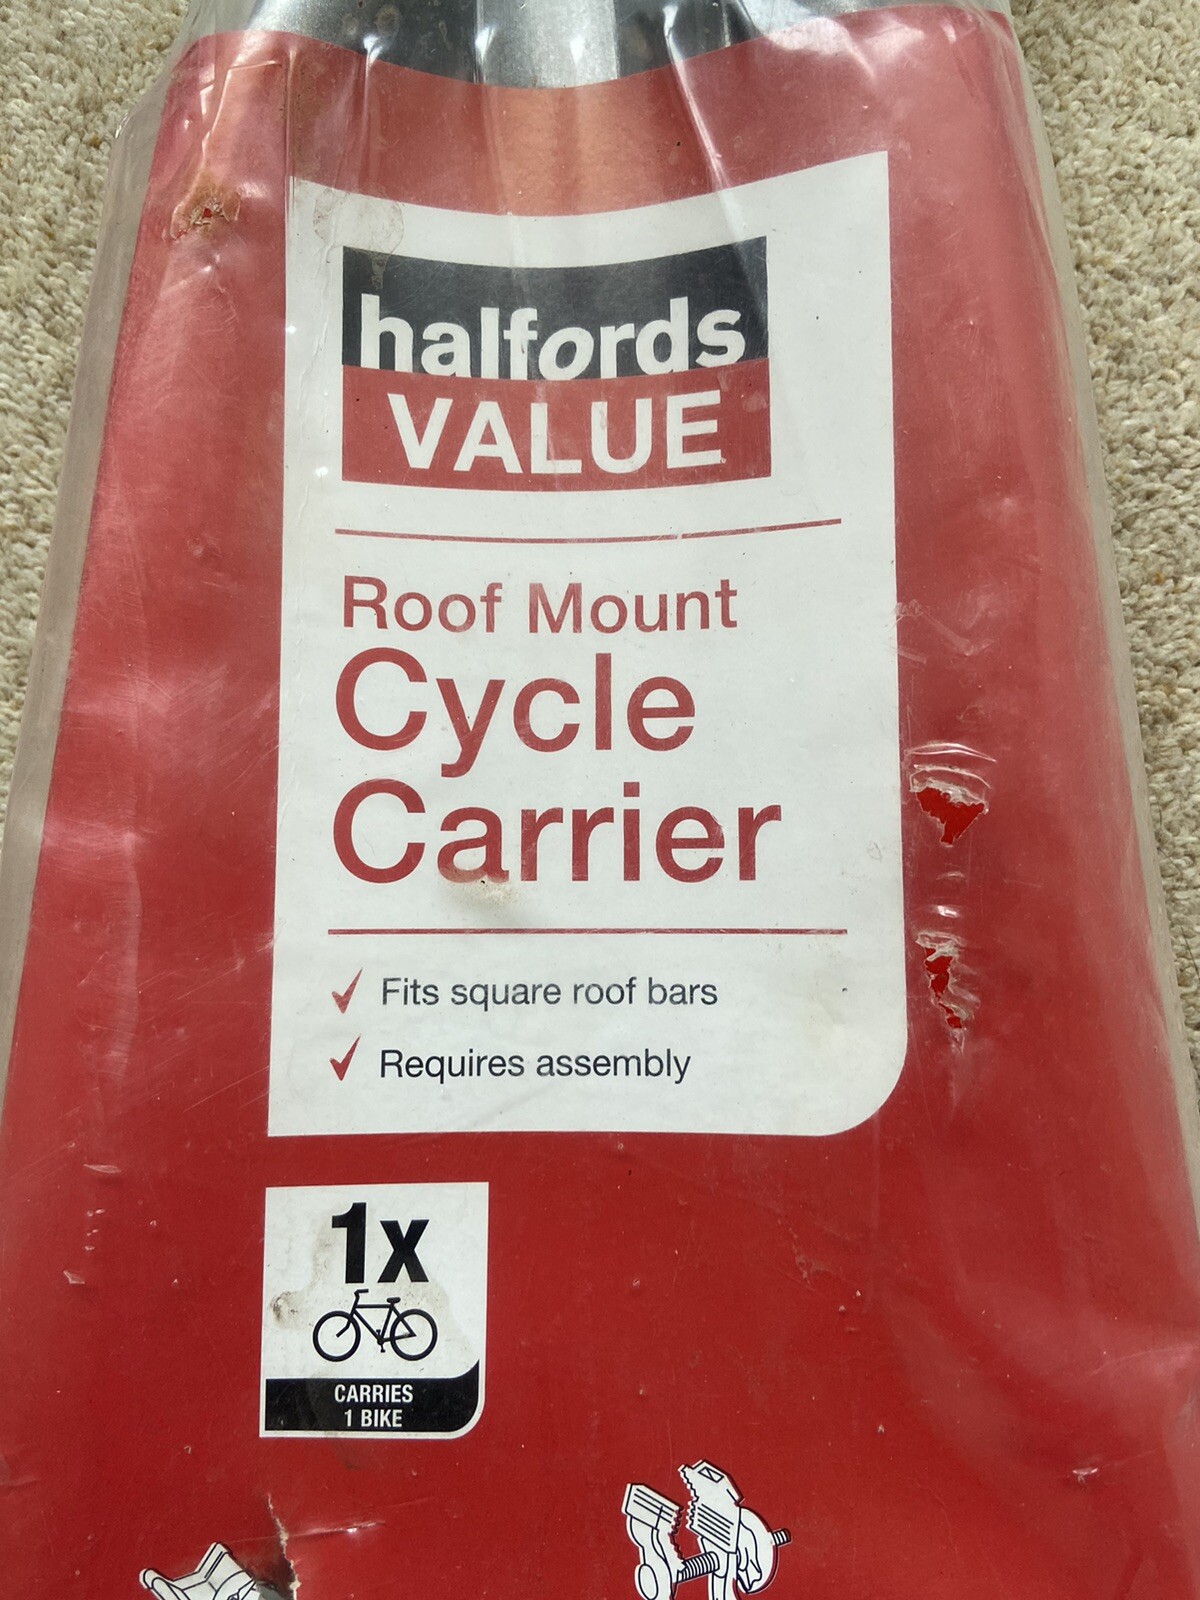 halfords
VALUE
Roof Mount
Cycle
Carrier
Fits square roof bars
Requires assembly
1x
CARRIES
1 BIKE